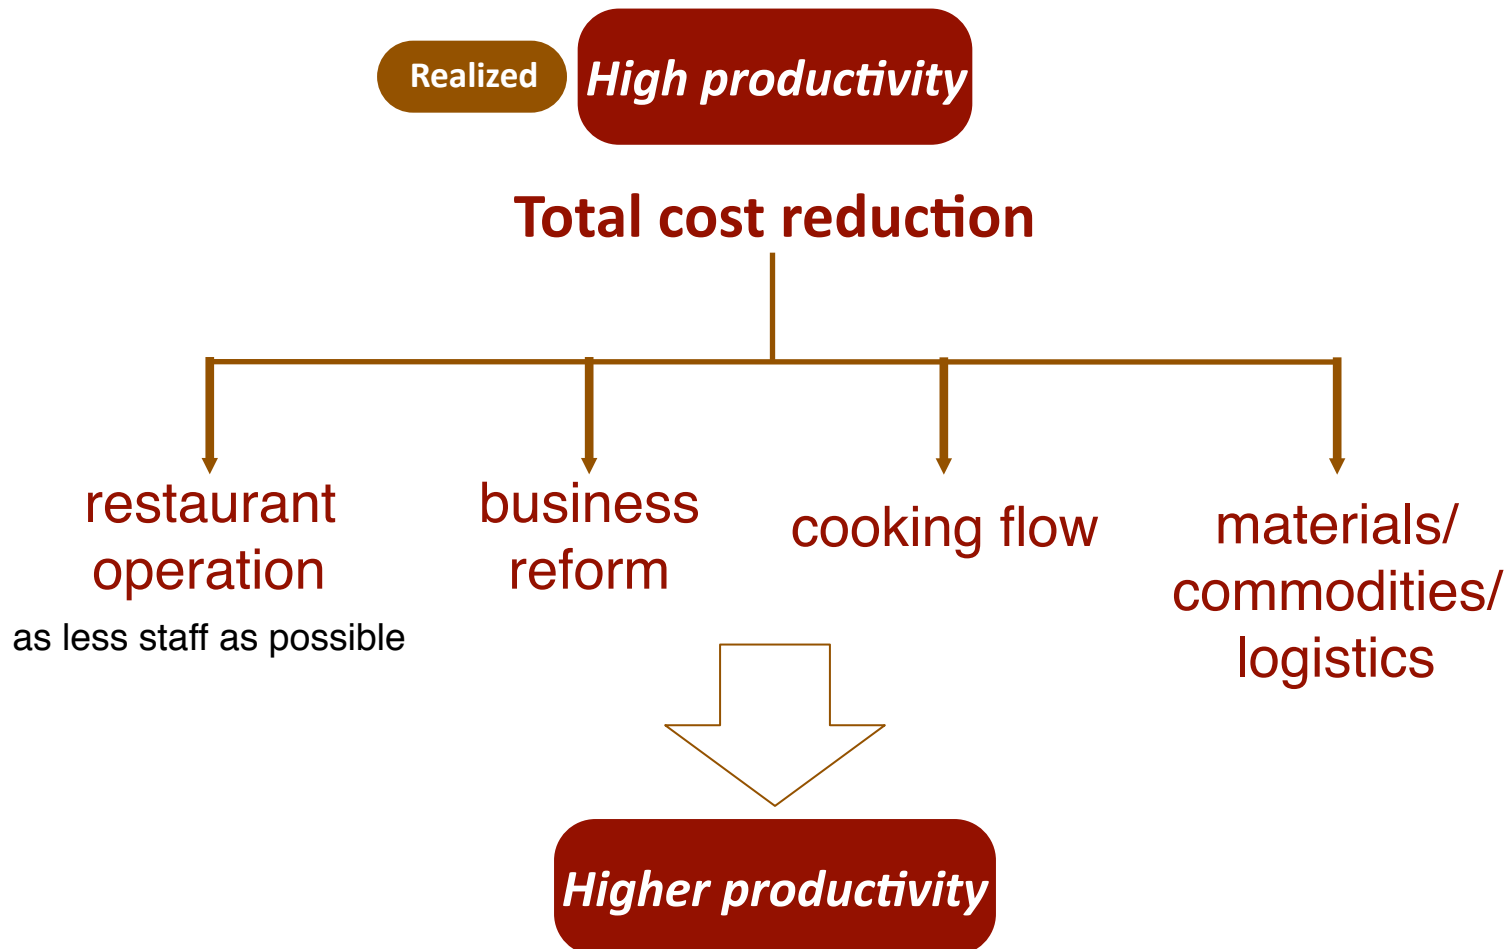 Realized
High productivity
Total cost reduction
restaurant
operation
as less staff as possible
business
reform
cooking flow
materials/
commodities/
logistics
Higher productivity